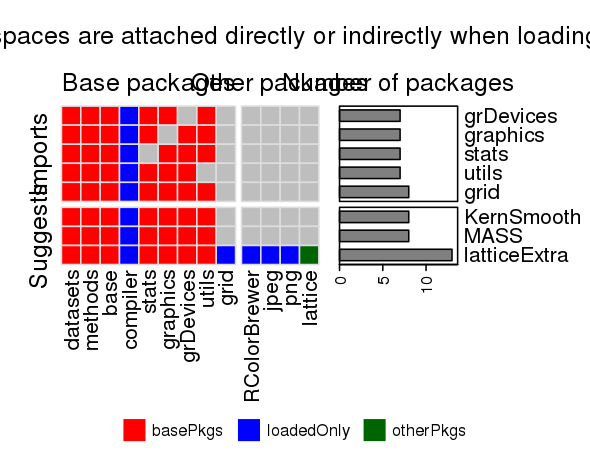 spaces are attached directly or indirectly when loading
Base packages
Other packages
Number of packages
Imports
Suggests
grDevices
graphics
stats
utils
grid
KernSmooth
MASS
latticeExtra
datasets
methods
base
compiler
stats
graphics
grDevices
utils
grid
RColorBrewer
jpeg
png
lattice
0
5
10
basePkgs loadedOnly otherPkgs